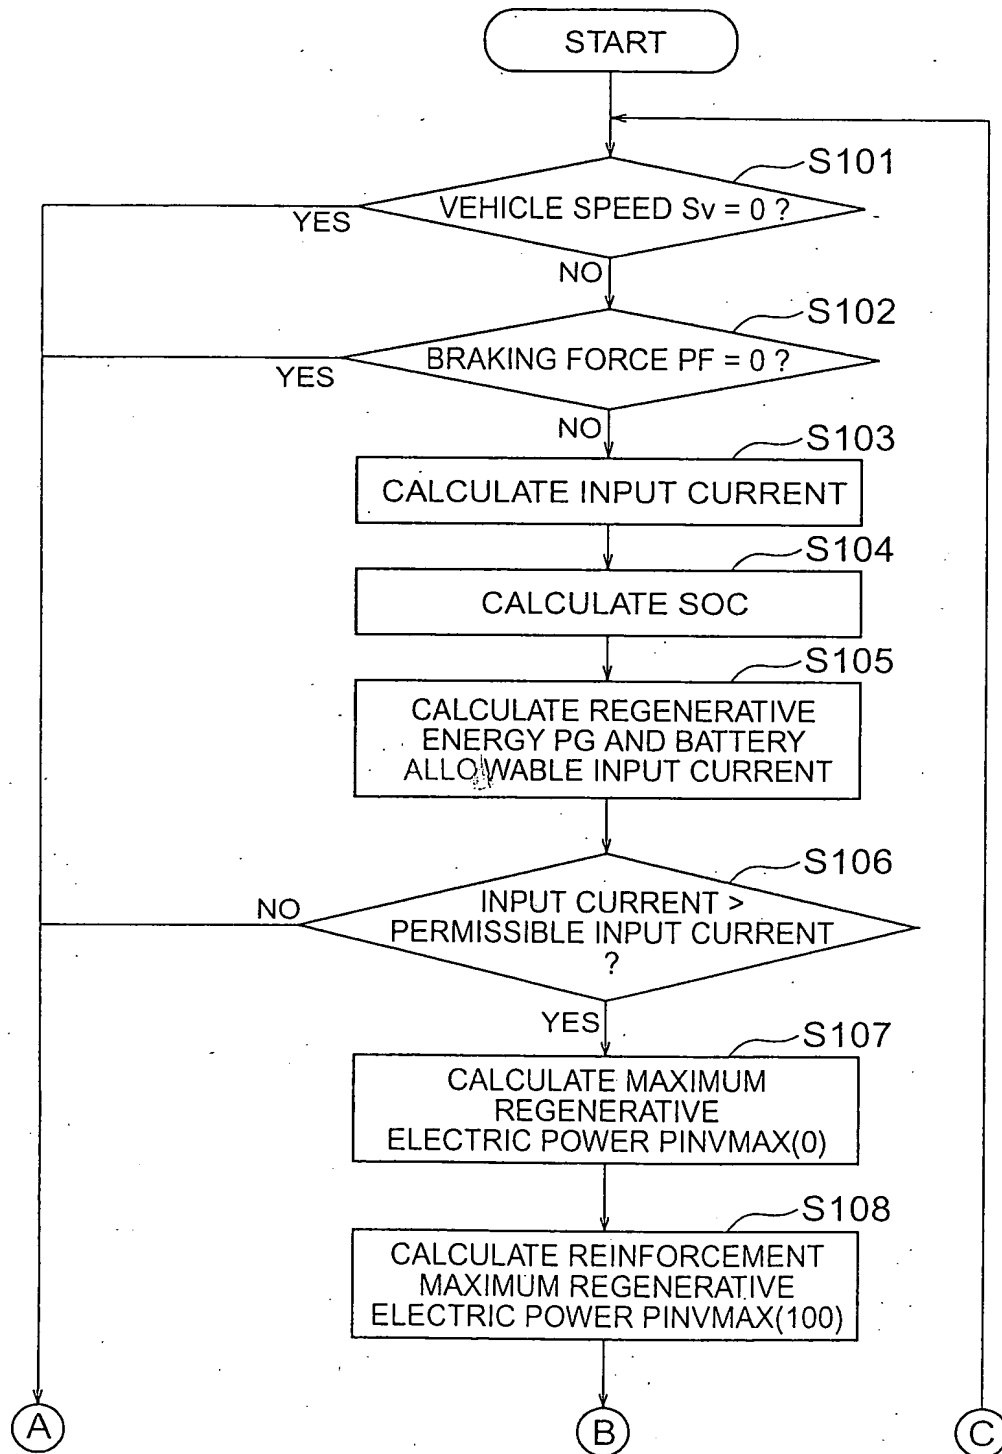 START
S101
VEHICLE SPEED Sv = 0 ?
YES
NO
S102
BRAKING FORCE PF = 0 ?
YES
NO
S103
CALCULATE INPUT CURRENT
S104
CALCULATE SOC
S105
CALCULATE REGENERATIVE
ENERGY PG AND BATTERY
ALLOWABLE INPUT CURRENT
S106
INPUT CURRENT >
PERMISSIBLE INPUT CURRENT
?
NO
YES
S107
CALCULATE MAXIMUM
REGENERATIVE
ELECTRIC POWER PINVMAX(0)
S108
CALCULATE REINFORCEMENT
MAXIMUM REGENERATIVE
ELECTRIC POWER PINVMAX(100)
A
B
C